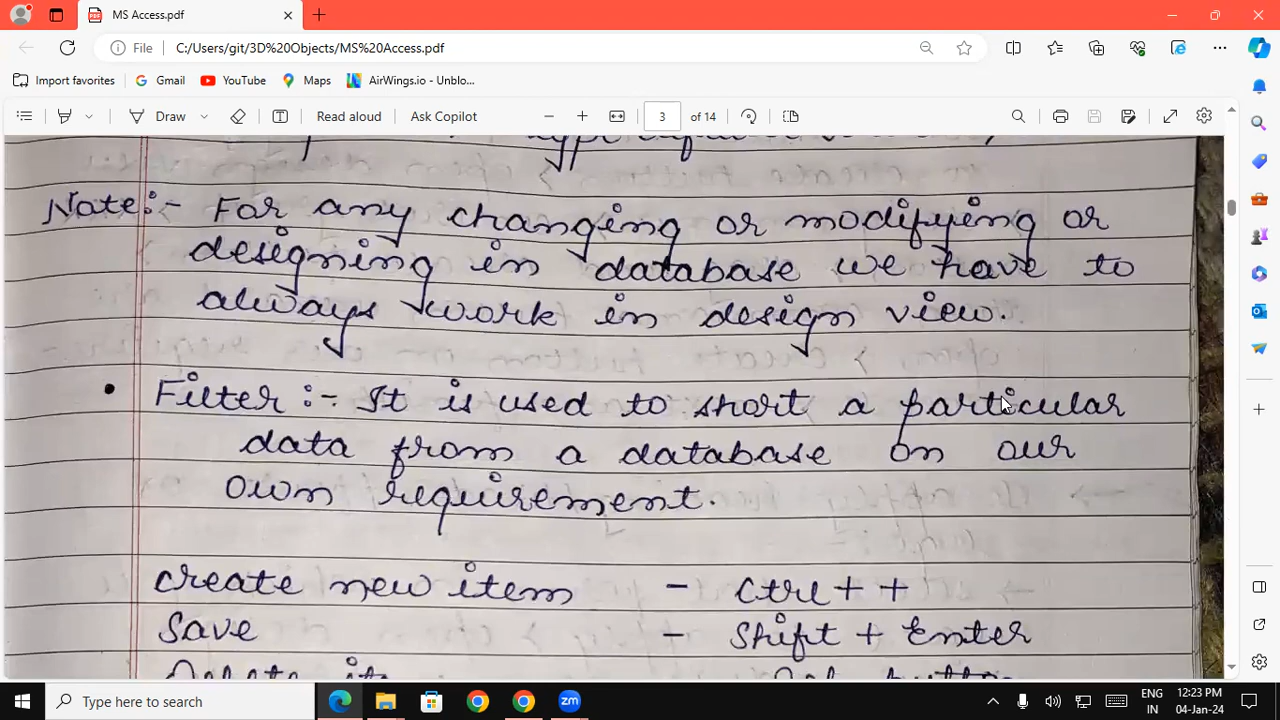 MS Access.pdf
File
C:/Users/git/3D%20Objects/MS%20Access.pdf
Import favorites
Gmail
YouTube
Maps
AirWings.io - Unblo...
Draw
Read aloud
Ask Copilot
3 of 14
Note:- For any changing or modifying or
designing in database we have to
always work in design view.
• Filter :- It is used to short a particular
data from a database on our
own requirement.
create new item - Ctrl + +
Save - Shift + Enter
Type here to search
zm
ENG
IN
12:23 PM
04-Jan-24